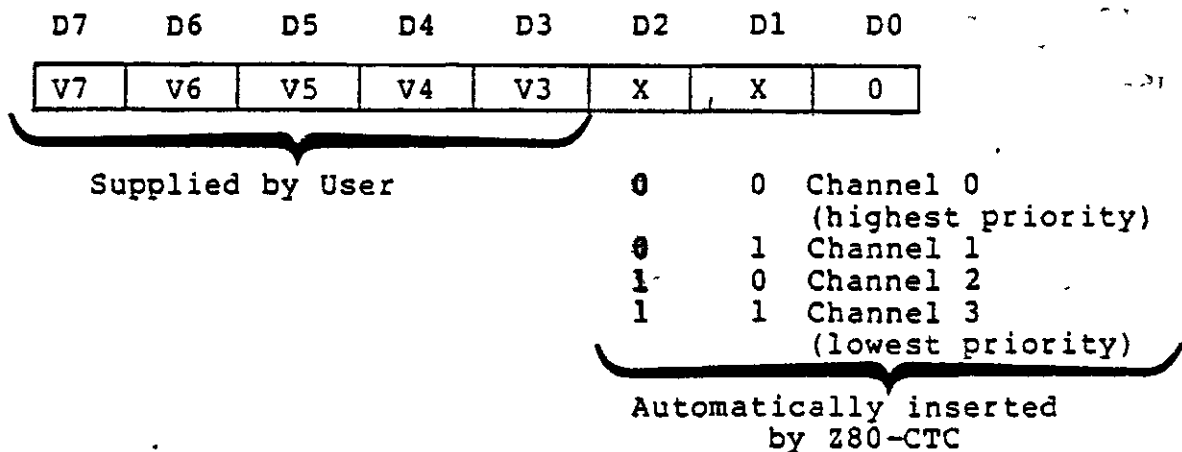 D7 D6 D5 D4 D3 D2 D1 D0
V7 V6 V5 V4 V3 X X 0
Supplied by User
0 0 Channel 0
(highest priority)
0 1 Channel 1
1 0 Channel 2
1 1 Channel 3
(lowest priority)
Automatically inserted
by Z80-CTC